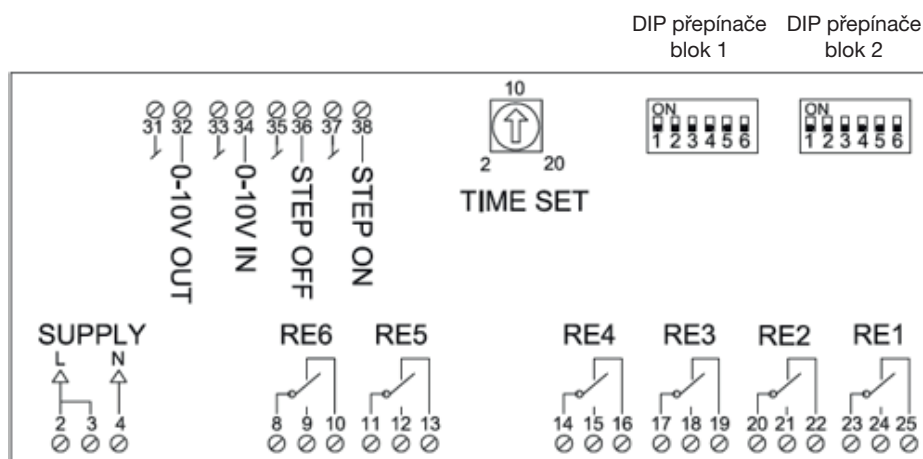 DIP přepínače blok 1
DIP přepínače blok 2
31 32 33 34 35 36 37 38
0-10V OUT
0-10V IN
STEP OFF
STEP ON
10
2 20
TIME SET
ON
1 2 3 4 5 6
ON
1 2 3 4 5 6
SUPPLY
L N
2 3 4
RE6
8 9 10
RE5
11 12 13
RE4
14 15 16
RE3
17 18 19
RE2
20 21 22
RE1
23 24 25